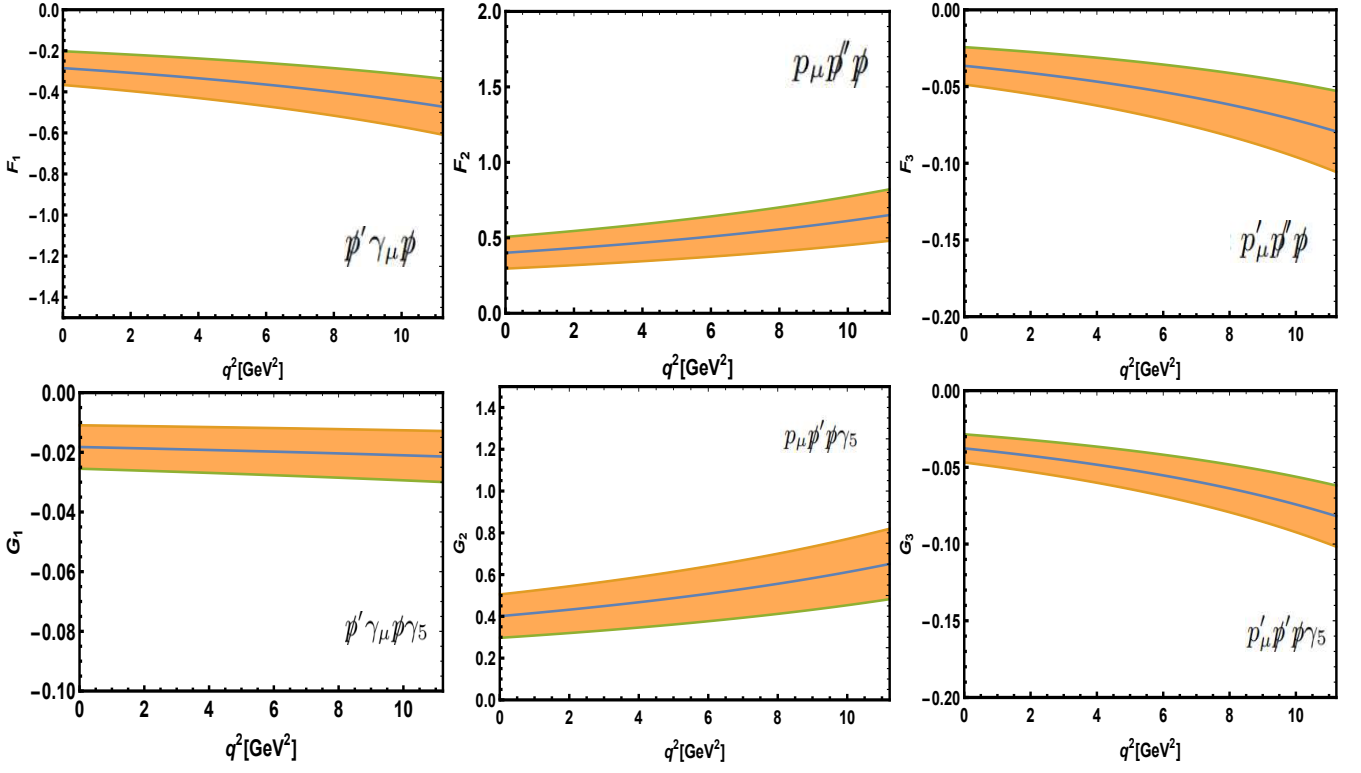 0.0
−0.2
−0.4
−0.6
−0.8
−1.0
−1.2
−1.4
F₁
p̸′γ_μp̸
0 2 4 6 8 10
q²[GeV²]
2.0
1.5
1.0
0.5
0.0
F₂
p_μp̸′p̸
0 2 4 6 8 10
q²[GeV²]
0.00
−0.05
−0.10
−0.15
−0.20
F₃
p′_μp̸′p̸
0 2 4 6 8 10
q²[GeV²]
0.00
−0.02
−0.04
−0.06
−0.08
−0.10
G₁
p̸′γ_μp̸γ₅
0 2 4 6 8 10
q²[GeV²]
1.4
1.2
1.0
0.8
0.6
0.4
0.2
0.0
G₂
p_μp̸′p̸γ₅
0 2 4 6 8 10
q²[GeV²]
0.00
−0.05
−0.10
−0.15
−0.20
G₃
p′_μp̸′p̸γ₅
0 2 4 6 8 10
q²[GeV²]